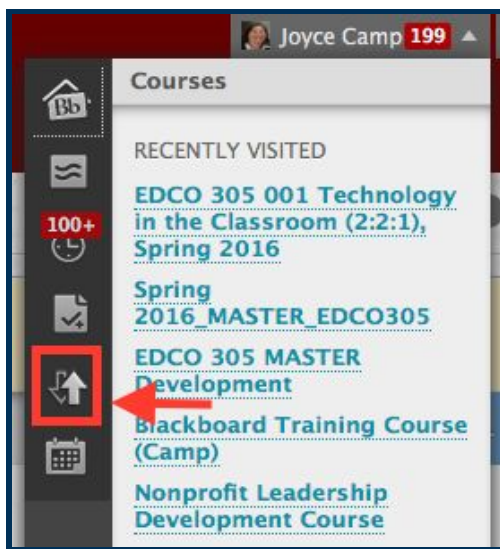 Joyce Camp 199
Bb
Courses
RECENTLY VISITED
EDCO 305 001 Technology
in the Classroom (2:2:1),
Spring 2016
100+
Spring
2016_MASTER_EDCO305
EDCO 305 MASTER
Development
Blackboard Training Course
(Camp)
Nonprofit Leadership
Development Course